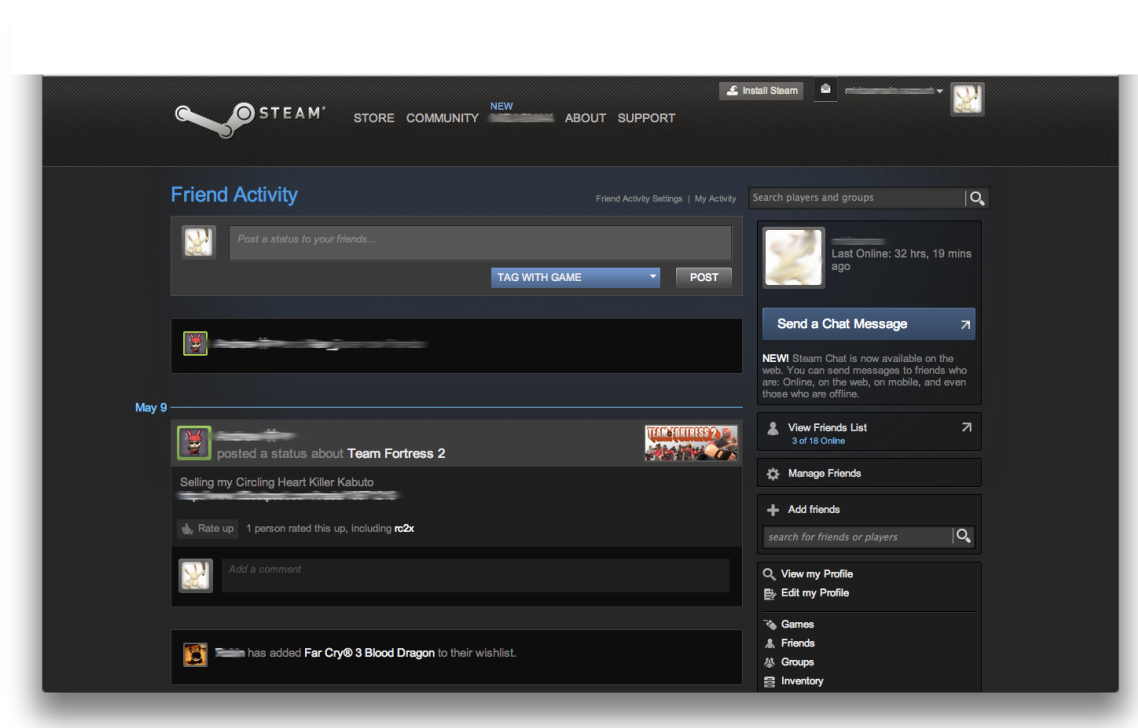 Install Steam
STEAM
NEW
STORE COMMUNITY ABOUT SUPPORT
Friend Activity
Friend Activity Settings | My Activity
Search players and groups
Post a status to your friends...
TAG WITH GAME
POST
Last Online: 32 hrs, 19 mins
ago
Send a Chat Message
NEW! Steam Chat is now available on the
web. You can send messages to friends who
are: Online, on the web, on mobile, and even
those who are offline.
May 9
posted a status about Team Fortress 2
TEAM FORTRESS 2
Selling my Circling Heart Killer Kabuto
Rate up 1 person rated this up, including rc2x
Add a comment
has added Far Cry® 3 Blood Dragon to their wishlist.
View Friends List
3 of 18 Online
Manage Friends
Add friends
search for friends or players
View my Profile
Edit my Profile
Games
Friends
Groups
Inventory